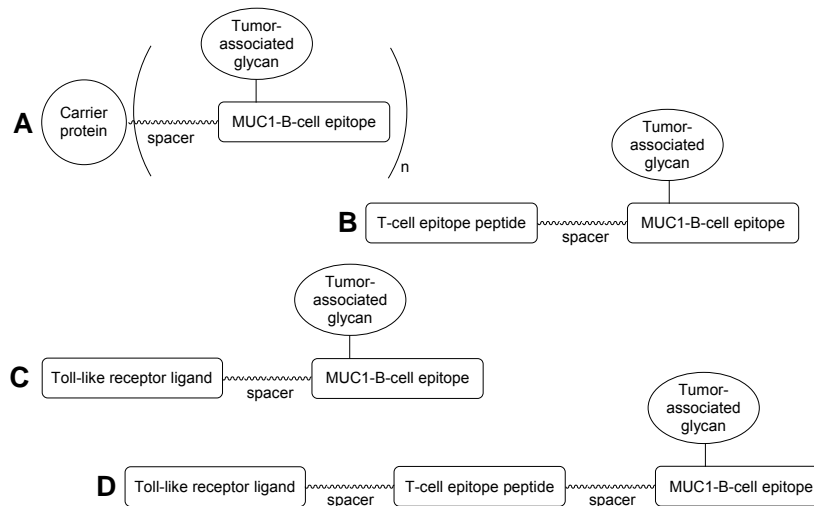 Tumor-
associated
glycan
A
Carrier
protein
spacer
MUC1-B-cell epitope
n
Tumor-
associated
glycan
B
T-cell epitope peptide
spacer
MUC1-B-cell epitope
Tumor-
associated
glycan
C
Toll-like receptor ligand
spacer
MUC1-B-cell epitope
Tumor-
associated
glycan
D
Toll-like receptor ligand
spacer
T-cell epitope peptide
spacer
MUC1-B-cell epitope